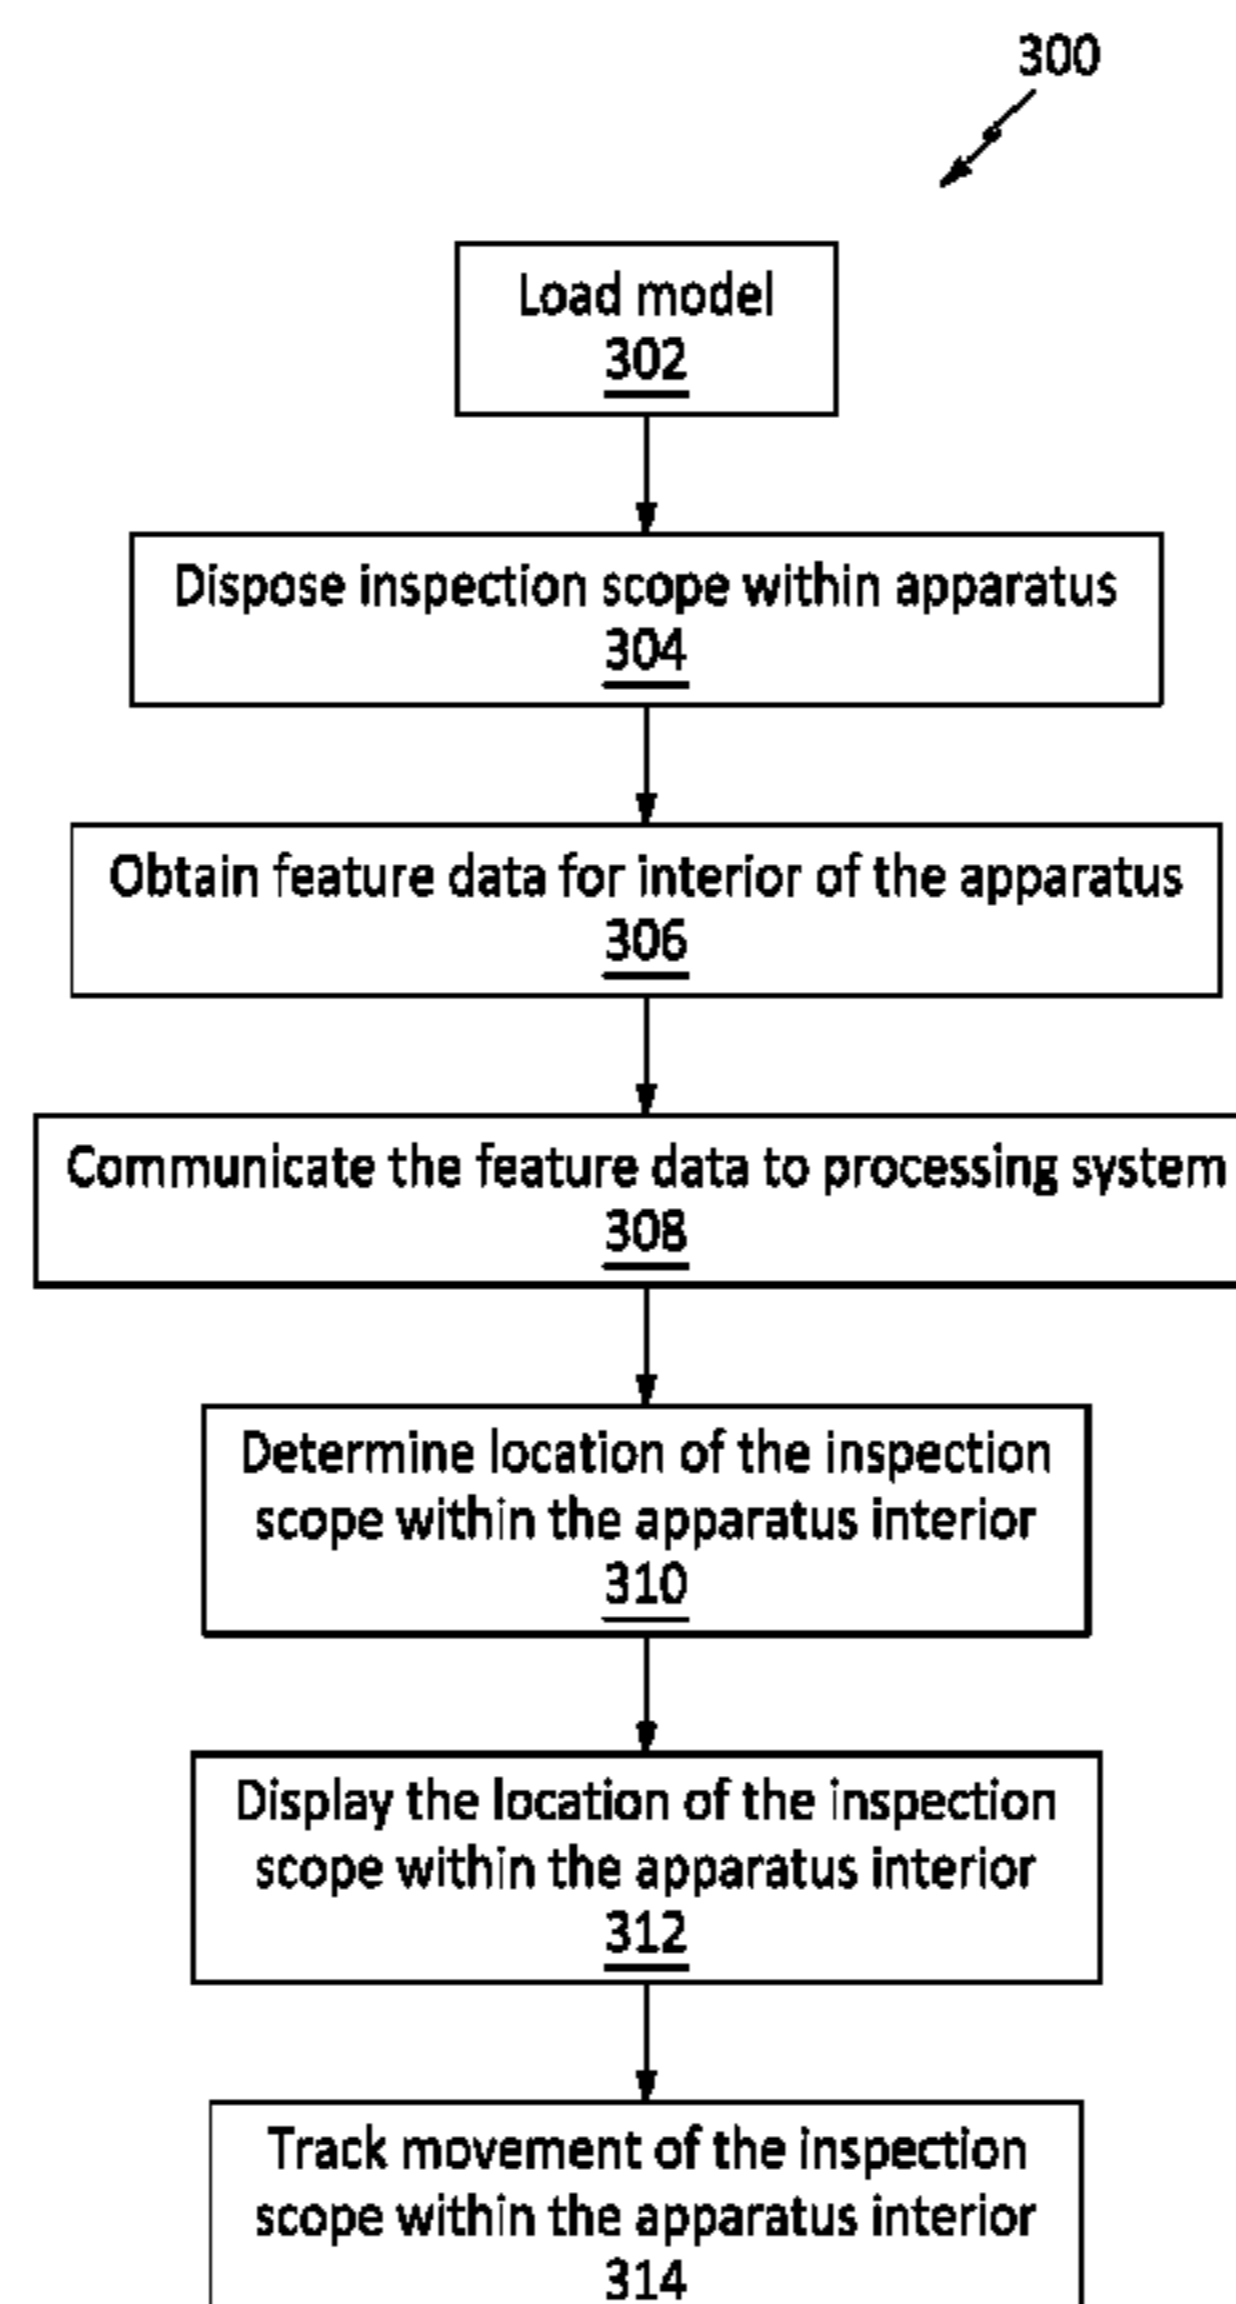 300
Load model
302
Dispose inspection scope within apparatus
304
Obtain feature data for interior of the apparatus
306
Communicate the feature data to processing system
308
Determine location of the inspection
scope within the apparatus interior
310
Display the location of the inspection
scope within the apparatus interior
312
Track movement of the inspection
scope within the apparatus interior
314